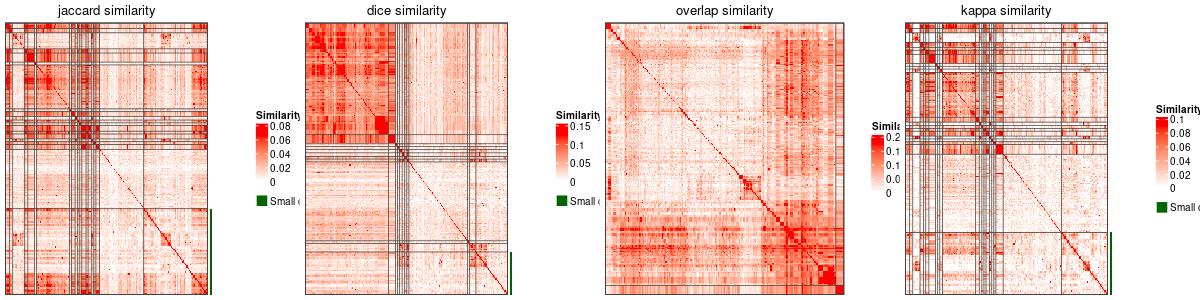 jaccard similarity
Similarity
0.08
0.06
0.04
0.02
0
Small
dice similarity
Similarity
0.15
0.1
0.05
0
Small
overlap similarity
0.2
0.1
0.1
0
kappa similarity
Similarity
0.1
0.08
0.06
0.04
0.02
0
Small